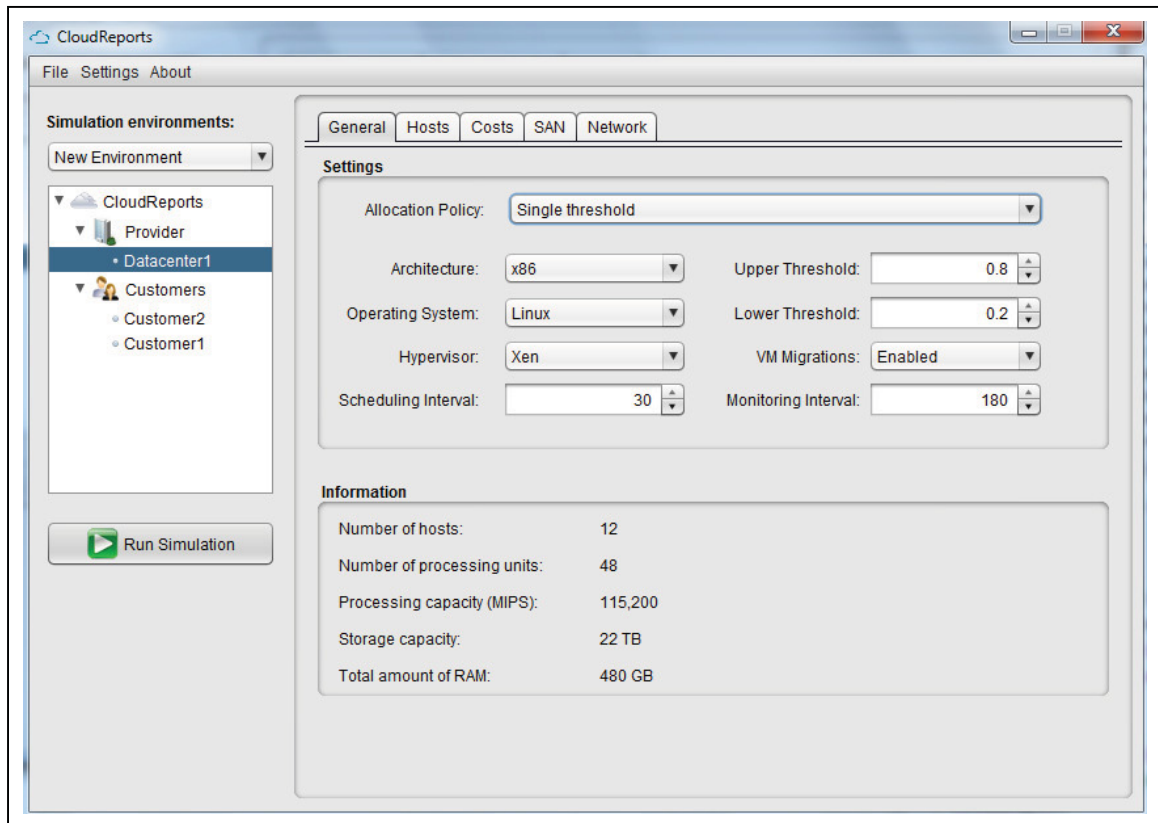 CloudReports
File Settings About
Simulation environments:
New Environment
CloudReports
Provider
Datacenter1
Customers
Customer2
Customer1
Run Simulation
General Hosts Costs SAN Network
Settings
Allocation Policy: Single threshold
Architecture: x86 Upper Threshold: 0.8
Operating System: Linux Lower Threshold: 0.2
Hypervisor: Xen VM Migrations: Enabled
Scheduling Interval: 30 Monitoring Interval: 180
Information
Number of hosts: 12
Number of processing units: 48
Processing capacity (MIPS): 115,200
Storage capacity: 22 TB
Total amount of RAM: 480 GB